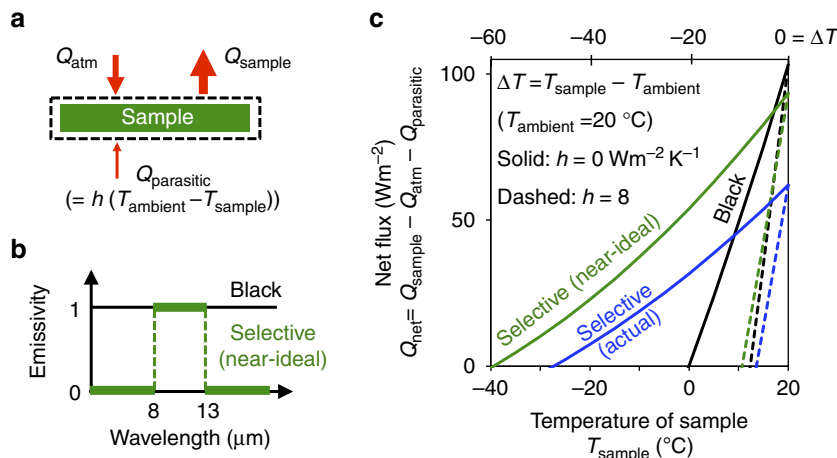 a
Q_atm
Q_sample
Sample
Q_parasitic
(= h (T_ambient – T_sample))
b
Emissivity
1
0
Black
Selective
(near-ideal)
8
13
Wavelength (μm)
c
–60
–40
–20
0 = ΔT
100
50
0
Net flux (Wm⁻²)
Q_net = Q_sample – Q_atm – Q_parasitic
ΔT = T_sample – T_ambient
(T_ambient = 20 °C)
Solid: h = 0 Wm⁻² K⁻¹
Dashed: h = 8
Black
Selective (near-ideal)
Selective
(actual)
–40
–20
0
20
Temperature of sample
T_sample (°C)